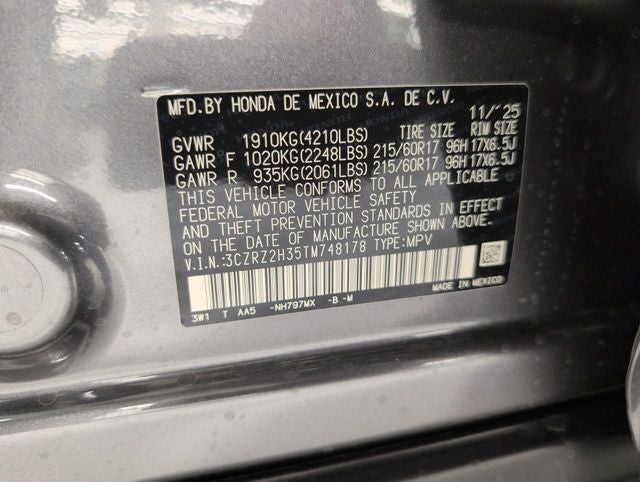 MFD.BY HONDA DE MEXICO S.A. DE C.V. 11/'25
GVWR 1910KG(4210LBS) TIRE SIZE RIM SIZE
GAWR F 1020KG(2248LBS) 215/60R17 96H 17X6.5J
GAWR R 935KG(2061LBS) 215/60R17 96H 17X6.5J
THIS VEHICLE CONFORMS TO ALL APPLICABLE
FEDERAL MOTOR VEHICLE SAFETY
AND THEFT PREVENTION STANDARDS IN EFFECT
ON THE DATE OF MANUFACTURE SHOWN ABOVE.
V.I.N.:3CZRZ2H35TM748178 TYPE:MPV
3W1 T AA5 -NH797MX -B -M MADE IN MEXICO